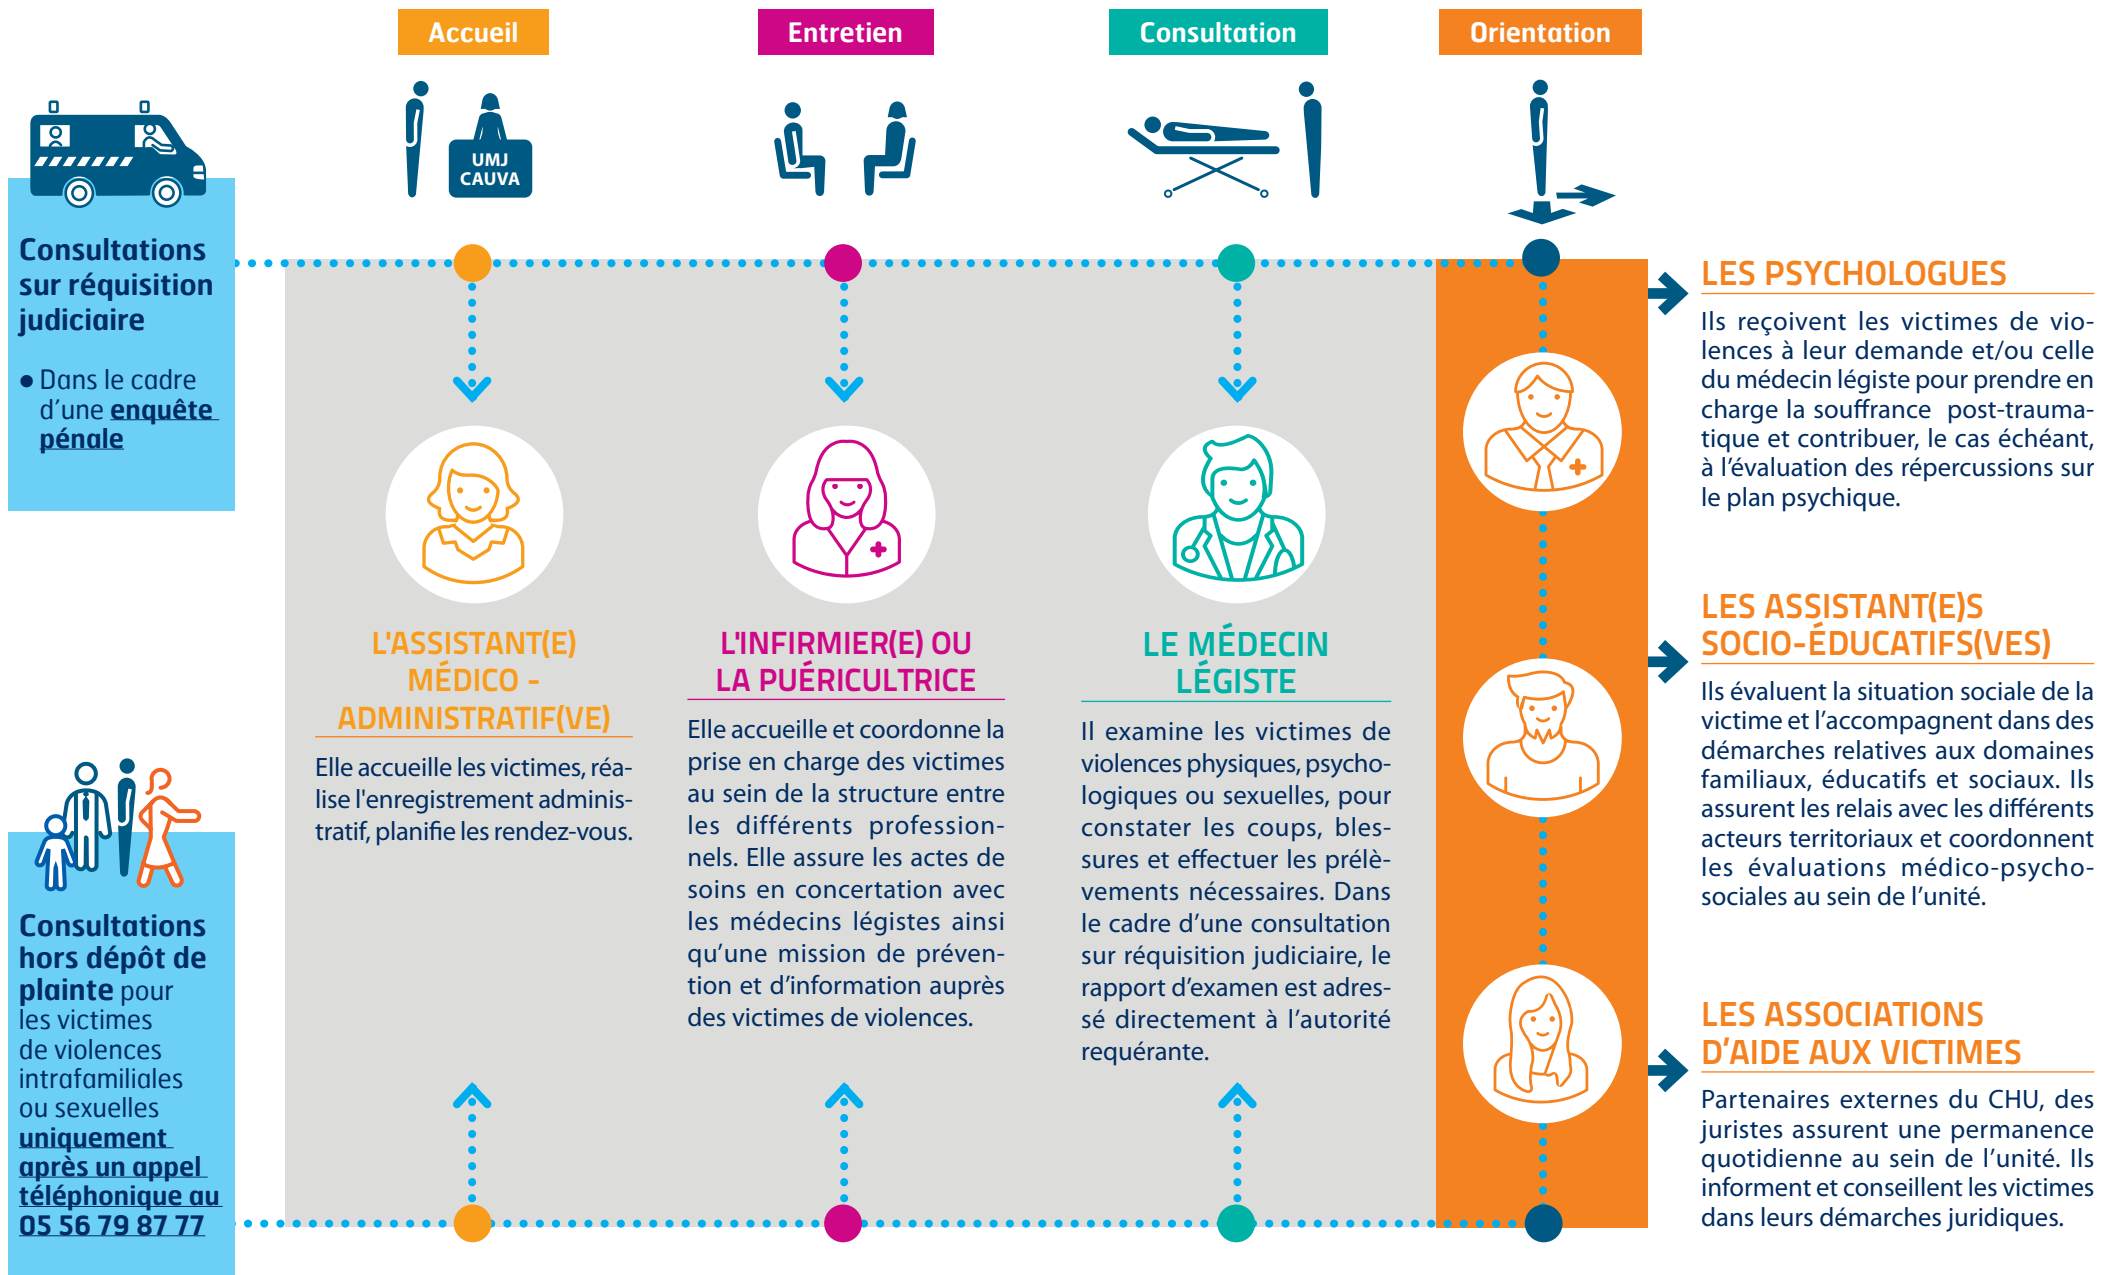 Accueil
Entretien
Consultation
Orientation
UMJ
CAUVA
Consultations
sur réquisition
judiciaire
● Dans le cadre
d’une enquête
pénale
Consultations
hors dépôt de
plainte pour
les victimes
de violences
intrafamiliales
ou sexuelles
uniquement
après un appel
téléphonique au
05 56 79 87 77
L'ASSISTANT(E)
MÉDICO -
ADMINISTRATIF(VE)
Elle accueille les victimes, réa-
lise l'enregistrement adminis-
tratif, planifie les rendez-vous.
L'INFIRMIER(E) OU
LA PUÉRICULTRICE
Elle accueille et coordonne la
prise en charge des victimes
au sein de la structure entre
les différents profession-
nels. Elle assure les actes de
soins en concertation avec
les médecins légistes ainsi
qu’une mission de préven-
tion et d’information auprès
des victimes de violences.
LE MÉDECIN
LÉGISTE
Il examine les victimes de
violences physiques, psycho-
logiques ou sexuelles, pour
constater les coups, bles-
sures et effectuer les prélè-
vements nécessaires. Dans
le cadre d’une consultation
sur réquisition judiciaire, le
rapport d’examen est adres-
sé directement à l’autorité
requérante.
LES PSYCHOLOGUES
Ils reçoivent les victimes de vio-
lences à leur demande et/ou celle
du médecin légiste pour prendre en
charge la souffrance post-trauma-
tique et contribuer, le cas échéant,
à l’évaluation des répercussions sur
le plan psychique.
LES ASSISTANT(E)S
SOCIO-ÉDUCATIFS(VES)
Ils évaluent la situation sociale de la
victime et l’accompagnent dans des
démarches relatives aux domaines
familiaux, éducatifs et sociaux. Ils
assurent les relais avec les différents
acteurs territoriaux et coordonnent
les évaluations médico-psycho-
sociales au sein de l’unité.
LES ASSOCIATIONS
D’AIDE AUX VICTIMES
Partenaires externes du CHU, des
juristes assurent une permanence
quotidienne au sein de l’unité. Ils
informent et conseillent les victimes
dans leurs démarches juridiques.